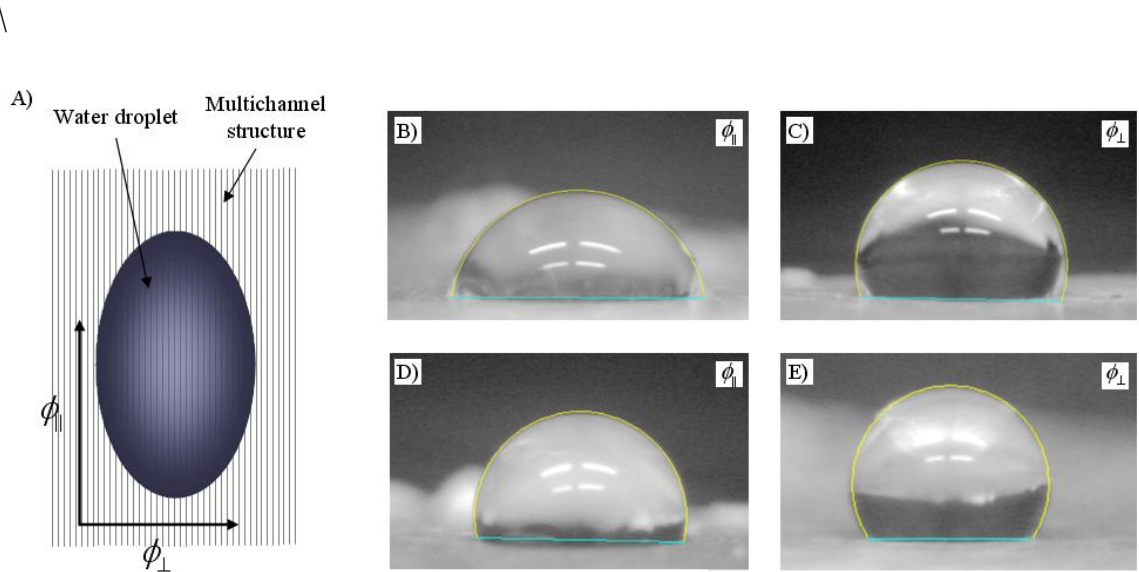 A)
Water droplet
Multichannel
structure
ϕ∥
ϕ⊥
B)
ϕ∥
C)
ϕ⊥
D)
ϕ∥
E)
ϕ⊥